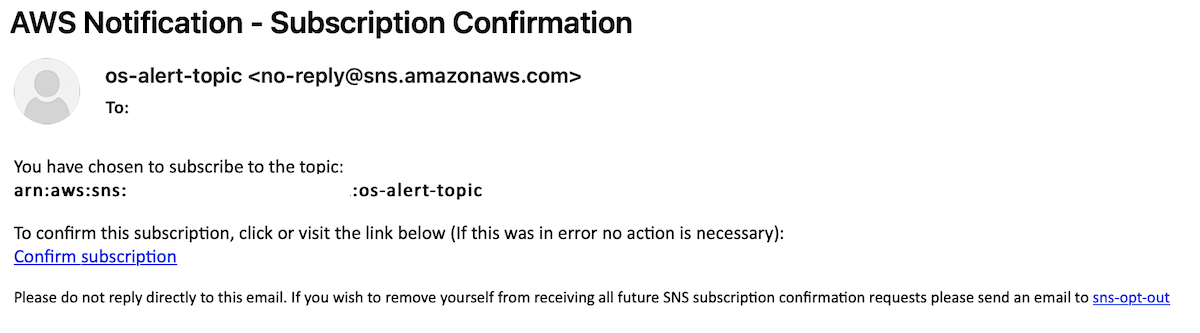 AWS Notification - Subscription Confirmation
os-alert-topic <no-reply@sns.amazonaws.com>
To:
You have chosen to subscribe to the topic:
arn:aws:sns: :os-alert-topic
To confirm this subscription, click or visit the link below (If this was in error no action is necessary):
Confirm subscription
Please do not reply directly to this email. If you wish to remove yourself from receiving all future SNS subscription confirmation requests please send an email to sns-opt-out